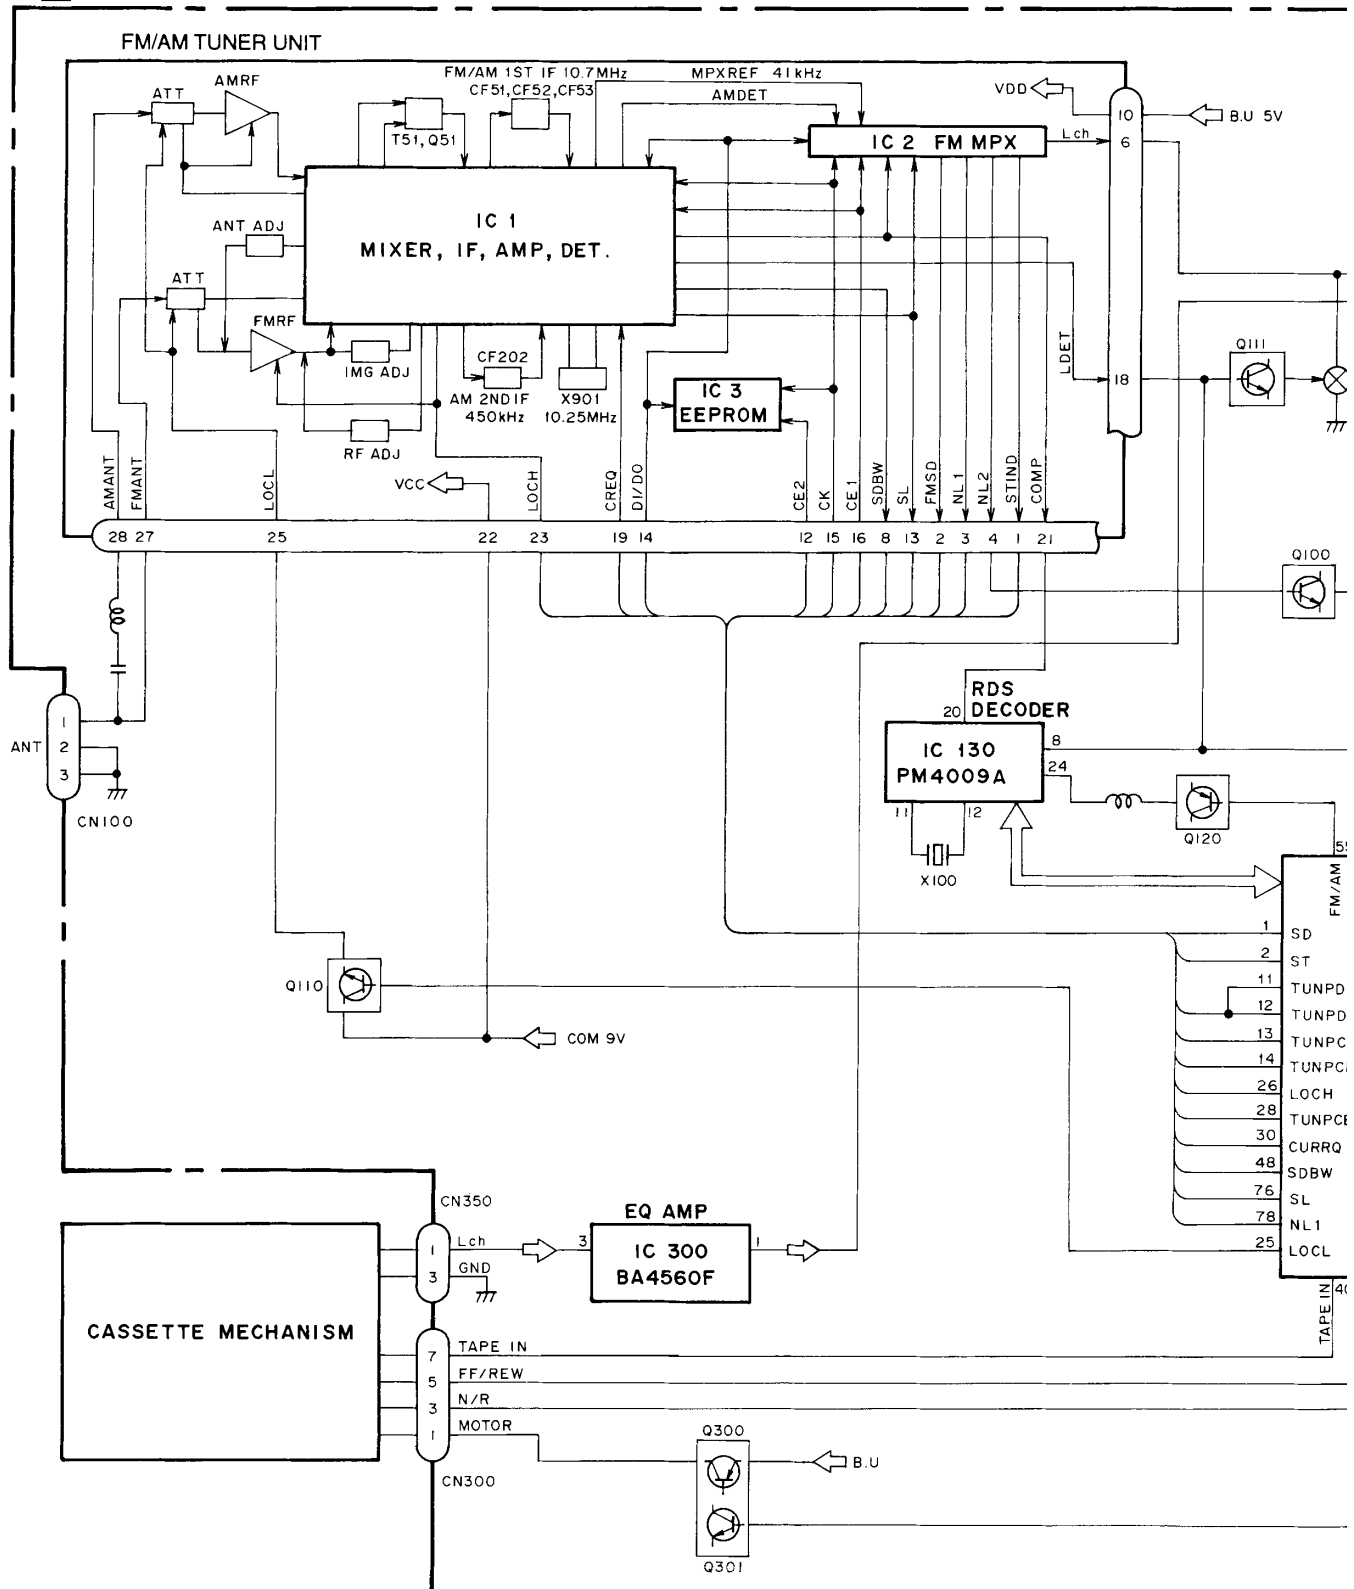 FM/AM TUNER UNIT
ATT
AMRF
FM/AM 1ST IF 10.7MHz
CF51,CF52,CF53
MPXREF 41kHz
AMDET
VDD
10
B.U 5V
T51,Q51
IC 2 FM MPX
Lch
6
IC 1
MIXER, IF, AMP, DET.
ANT ADJ
ATT
FMRF
IMG ADJ
CF202
AM 2ND IF
450kHz
X901
10.25MHz
RF ADJ
IC 3
EEPROM
LDET
18
Q111
AMANT
FMANT
LOCL
VCC
LOCH
CREQ
DI/DO
CE2
CK
CE1
SDBW
SL
FMSD
NL1
NL2
STIND
COMP
28 27 25 22 23 19 14 12 15 16 8 13 2 3 4 1 21
Q100
ANT
1
2
3
CN100
RDS
DECODER
20
IC 130
PM4009A
8
24
11
12
X100
Q120
55
FM/AM
Q110
COM 9V
1 SD
2 ST
11 TUNPD
12 TUNPD
13 TUNPC
14 TUNPC
26 LOCH
28 TUNPCE
30 CURRQ
48 SDBW
76 SL
78 NL1
25 LOCL
TAPE IN
40
CN350
EQ AMP
1 Lch
3 GND
3
IC 300
BA4560F
1
CASSETTE MECHANISM
7 TAPE IN
5 FF/REW
3 N/R
1 MOTOR
CN300
Q300
B.U
Q301